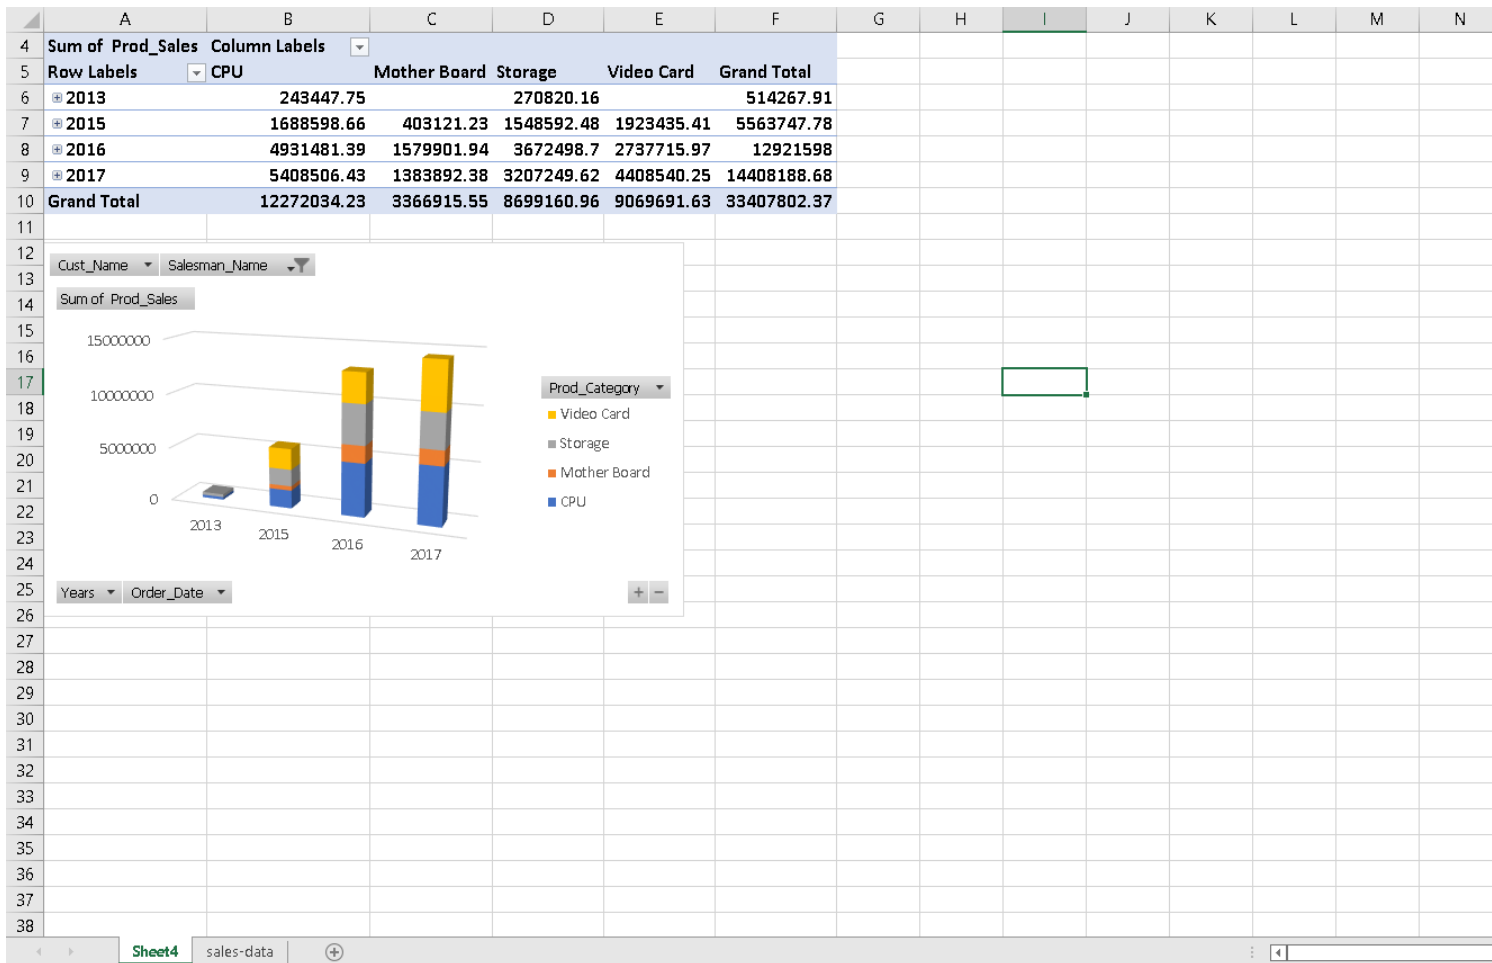 A B C D E F G H I J K L M N
4 Sum of Prod_Sales Column Labels
5 Row Labels CPU Mother Board Storage Video Card Grand Total
6 2013 243447.75 270820.16 514267.91
7 2015 1688598.66 403121.23 1548592.48 1923435.41 5563747.78
8 2016 4931481.39 1579901.94 3672498.7 2737715.97 12921598
9 2017 5408506.43 1383892.38 3207249.62 4408540.25 14408188.68
10 Grand Total 12272034.23 3366915.55 8699160.96 9069691.63 33407802.37
11
12
13
14
15
16
17
18
19
20
21
22
23
24
25
26
27
28
29
30
31
32
33
34
35
36
37
38
Cust_Name Salesman_Name
Sum of Prod_Sales
15000000
10000000
5000000
0
2013 2015 2016 2017
Prod_Category
Video Card
Storage
Mother Board
CPU
Years Order_Date + −
Sheet4 sales-data